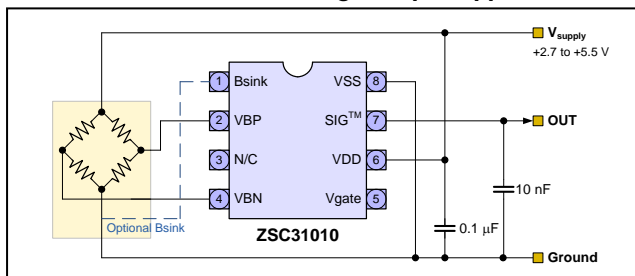 V supply
+2.7 to +5.5 V
1 Bsink VSS 8
2 VBP SIG™ 7 OUT
3 N/C VDD 6
4 VBN Vgate 5
10 nF
Optional Bsink
0.1 µF
ZSC31010
Ground